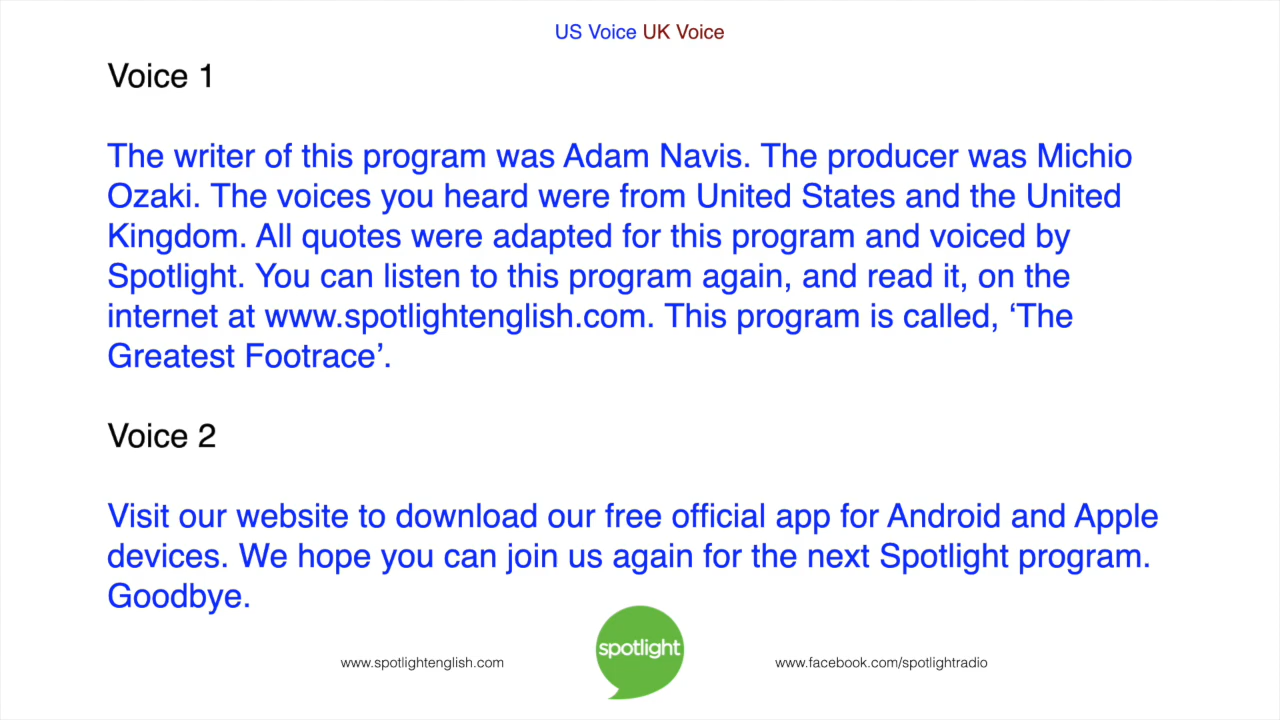 US Voice UK Voice
Voice 1
The writer of this program was Adam Navis. The producer was Michio
Ozaki. The voices you heard were from United States and the United
Kingdom. All quotes were adapted for this program and voiced by
Spotlight. You can listen to this program again, and read it, on the
internet at www.spotlightenglish.com. This program is called, ‘The
Greatest Footrace’.
Voice 2
Visit our website to download our free official app for Android and Apple
devices. We hope you can join us again for the next Spotlight program.
Goodbye.
www.spotlightenglish.com
spotlight
www.facebook.com/spotlightradio